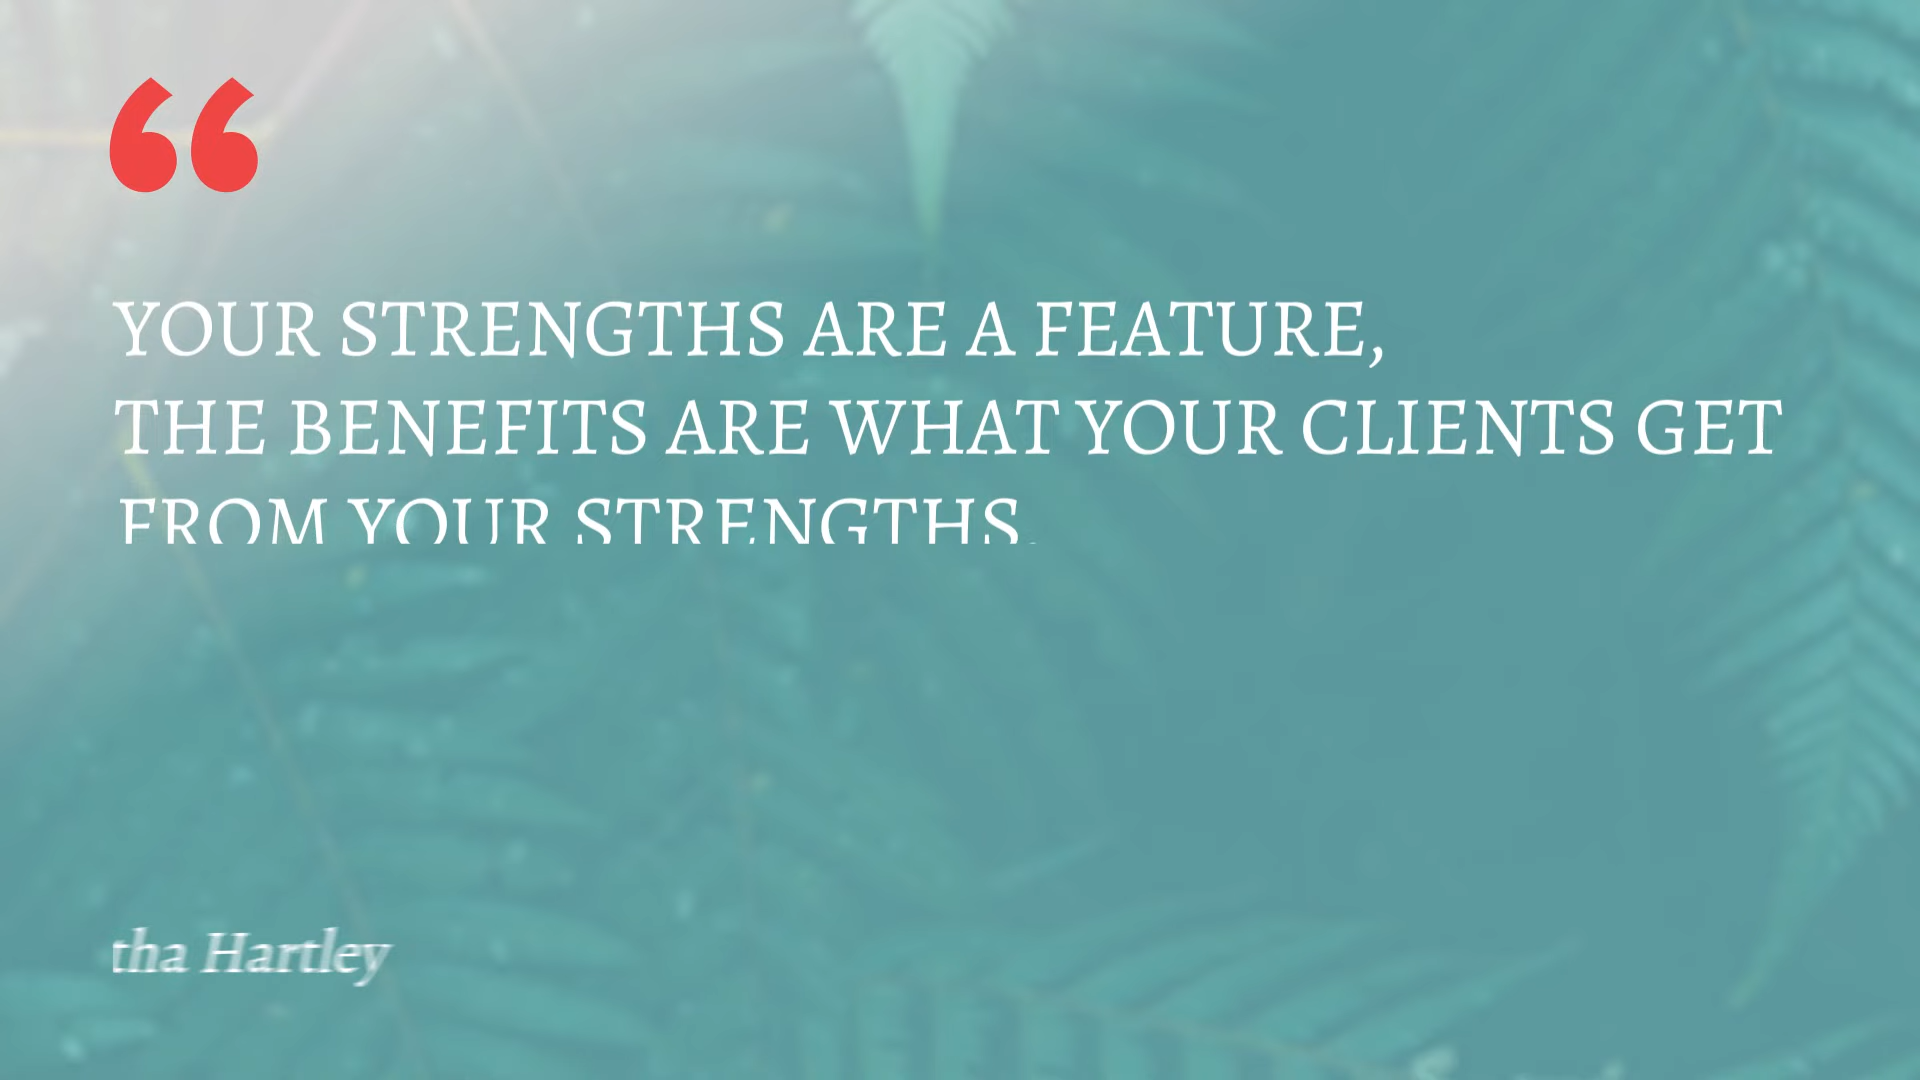 “
YOUR STRENGTHS ARE A FEATURE,
THE BENEFITS ARE WHAT YOUR CLIENTS GET
FROM YOUR STRENGTHS.
tha Hartley